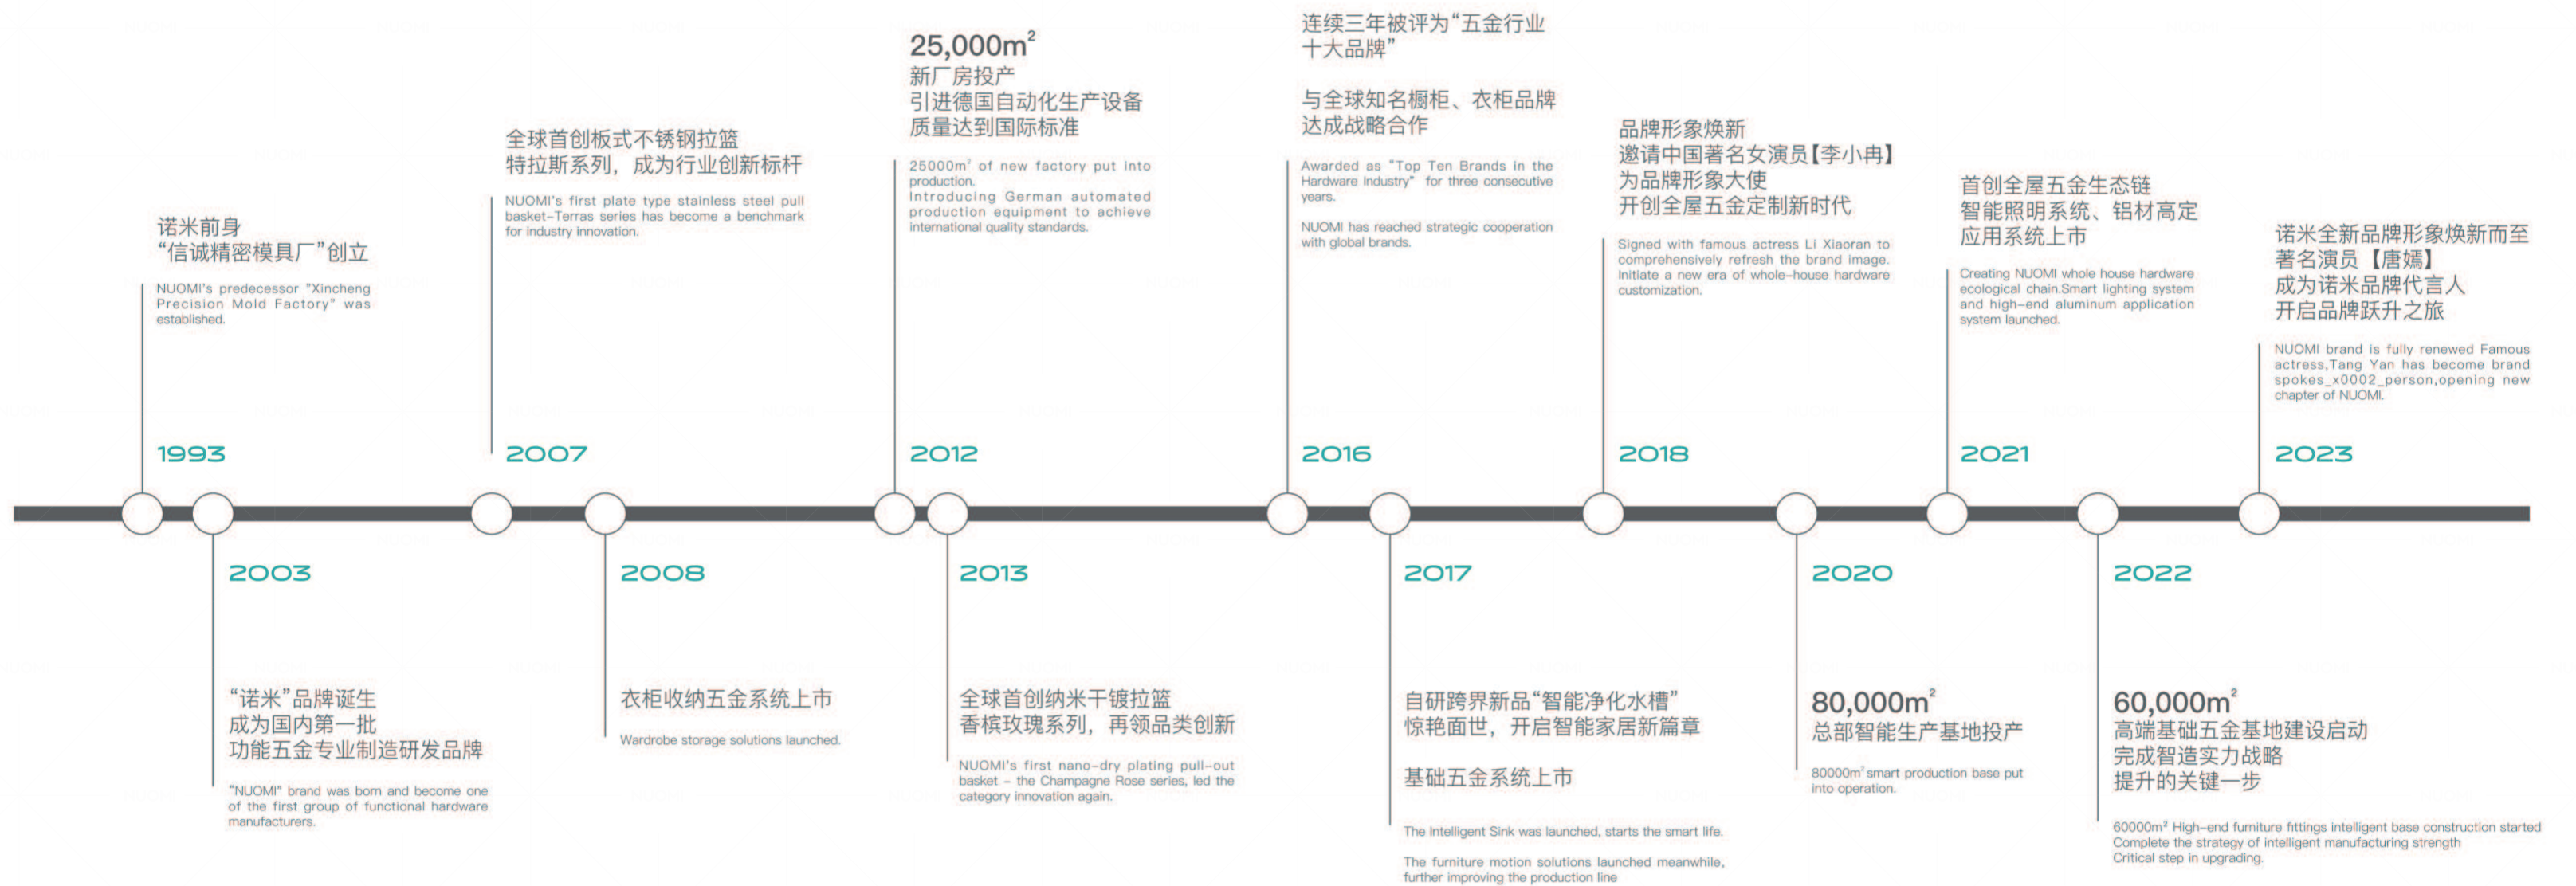 诺米前身
“信诚精密模具厂”创立
NUOMI's predecessor "Xincheng
Precision Mold Factory" was
established.
1993
2003
“诺米”品牌诞生
成为国内第一批
功能五金专业制造研发品牌
"NUOMI" brand was born and become one
of the first group of functional hardware
manufacturers.
全球首创板式不锈钢拉篮
特拉斯系列，成为行业创新标杆
NUOMI's first plate type stainless steel pull
basket-Terras series has become a benchmark
for industry innovation.
2007
2008
衣柜收纳五金系统上市
Wardrobe storage solutions launched.
25,000m²
新厂房投产
引进德国自动化生产设备
质量达到国际标准
25000m² of new factory put into
production.
Introducing German automated
production equipment to achieve
international quality standards.
2012
2013
全球首创纳米干镀拉篮
香槟玫瑰系列，再领品类创新
NUOMI's first nano-dry plating pull-out
basket - the Champagne Rose series, led the
category innovation again.
连续三年被评为“五金行业
十大品牌”
与全球知名橱柜、衣柜品牌
达成战略合作
Awarded as "Top Ten Brands in the
Hardware Industry" for three consecutive
years.
NUOMI has reached strategic cooperation
with global brands.
2016
2017
自研跨界新品“智能净化水槽”
惊艳面世，开启智能家居新篇章
基础五金系统上市
The Intelligent Sink was launched, starts the smart life.
The furniture motion solutions launched meanwhile,
further improving the production line
品牌形象焕新
邀请中国著名女演员【李小冉】
为品牌形象大使
开创全屋五金定制新时代
Signed with famous actress Li Xiaoran to
comprehensively refresh the brand image.
Initiate a new era of whole-house hardware
customization.
2018
2020
80,000m²
总部智能生产基地投产
80000m² smart production base put
into operation.
首创全屋五金生态链
智能照明系统、铝材高定
应用系统上市
Creating NUOMI whole house hardware
ecological chain.Smart lighting system
and high-end aluminum application
system launched.
2021
2022
60,000m²
高端基础五金基地建设启动
完成智造实力战略
提升的关键一步
60000m² High-end furniture fittings intelligent base construction started
Complete the strategy of intelligent manufacturing strength
Critical step in upgrading.
诺米全新品牌形象焕新而至
著名演员【唐嫣】
成为诺米品牌代言人
开启品牌跃升之旅
NUOMI brand is fully renewed Famous
actress,Tang Yan has become brand
spokes_x0002_person,opening new
chapter of NUOMI.
2023